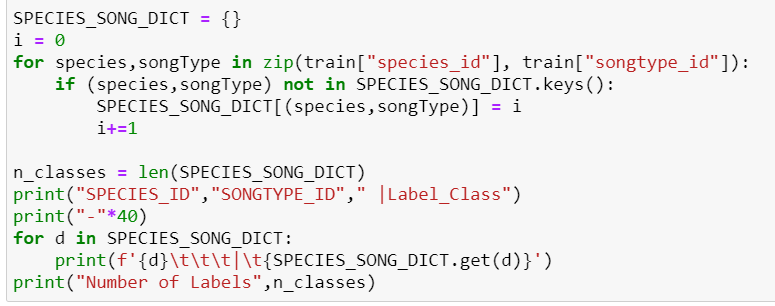 SPECIES_SONG_DICT = {}
i = 0
for species,songType in zip(train["species_id"], train["songtype_id"]):
    if (species,songType) not in SPECIES_SONG_DICT.keys():
        SPECIES_SONG_DICT[(species,songType)] = i
        i+=1

n_classes = len(SPECIES_SONG_DICT)
print("SPECIES_ID","SONGTYPE_ID"," |Label_Class")
print("-"*40)
for d in SPECIES_SONG_DICT:
    print(f'{d}\t\t\t|\t{SPECIES_SONG_DICT.get(d)}')
print("Number of Labels",n_classes)